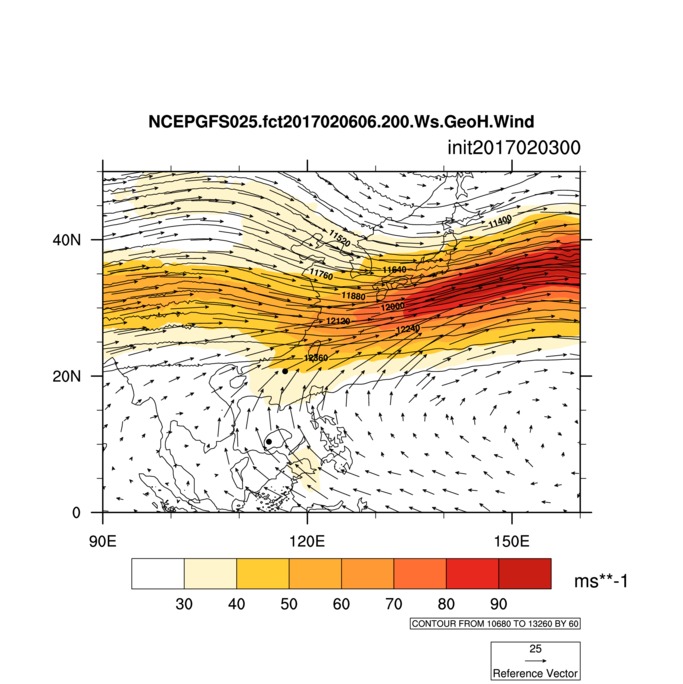 NCEPGFS025.fct2017020606.200.Ws.GeoH.Wind
init2017020300
40N
20N
0
11400
11520
11640
11760
11880
12000
12120
12240
12360
90E 120E 150E
30 40 50 60 70 80 90
ms**-1
CONTOUR FROM 10680 TO 13260 BY 60
25
Reference Vector